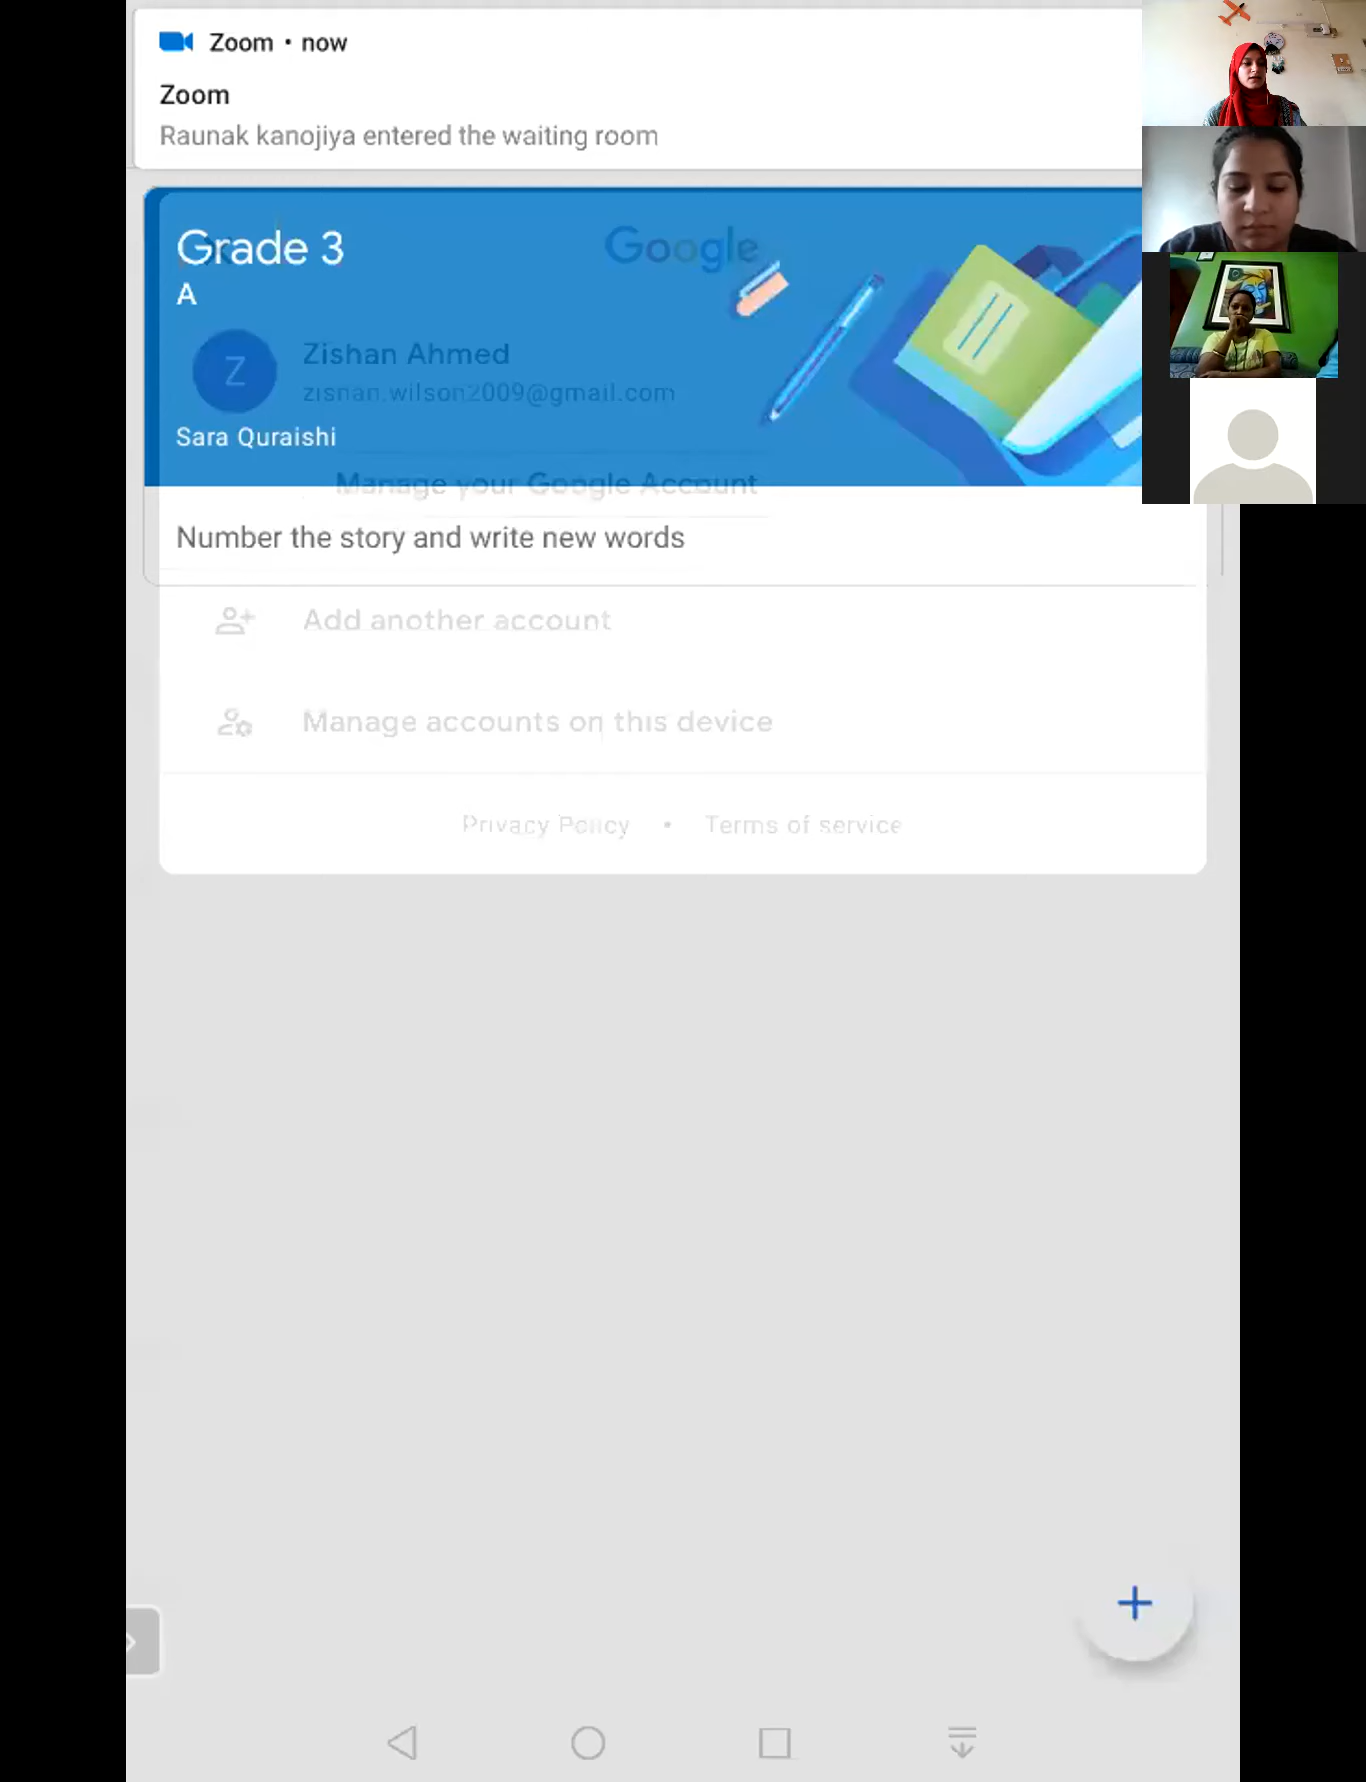 Zoom • now
Zoom
Raunak kanojiya entered the waiting room
Grade 3
Google
A
Zishan Ahmed
zisnan.wilson2009@gmail.com
Sara Quraishi
Manage your Google Account
Number the story and write new words
Add another account
Manage accounts on this device
Privacy Policy • Terms of service